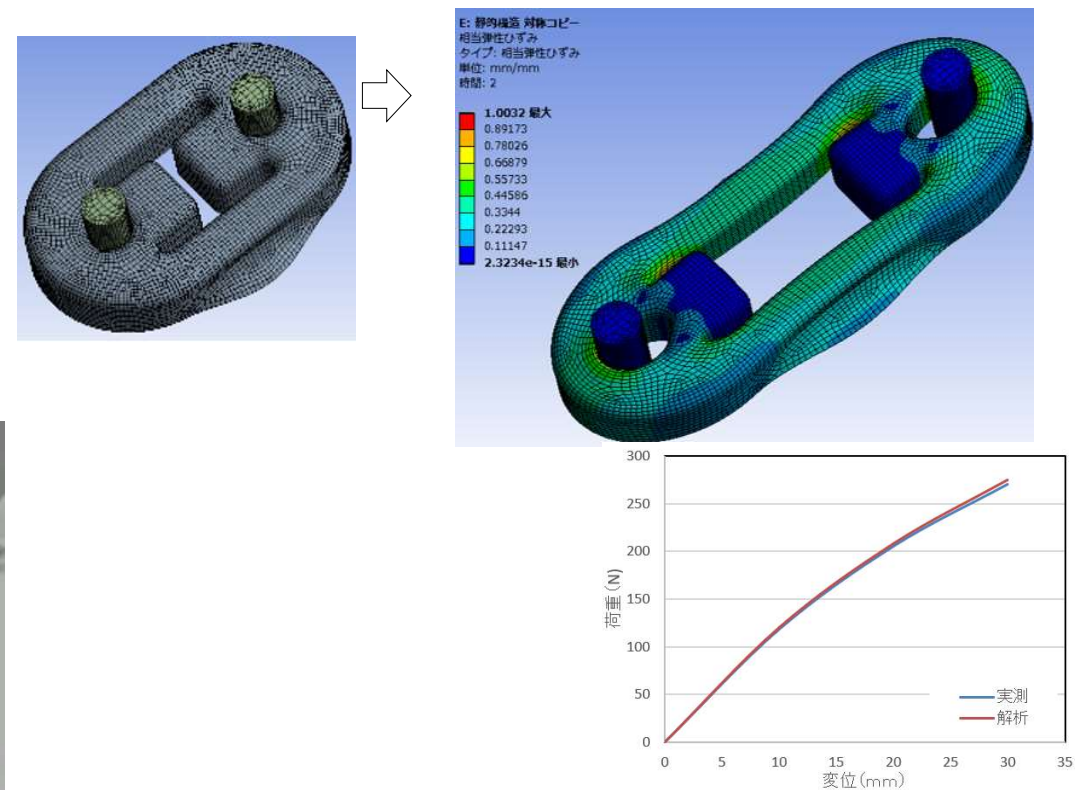 E: 静的構造 対称コピー
相当弾性ひずみ
タイプ: 相当弾性ひずみ
単位: mm/mm
時間: 2
1.0032 最大
0.89173
0.78026
0.66879
0.55733
0.44586
0.3344
0.22293
0.11147
2.3234e-15 最小
300
250
200
150
100
50
0
荷重(N)
実測
解析
0 5 10 15 20 25 30 35
変位(mm)